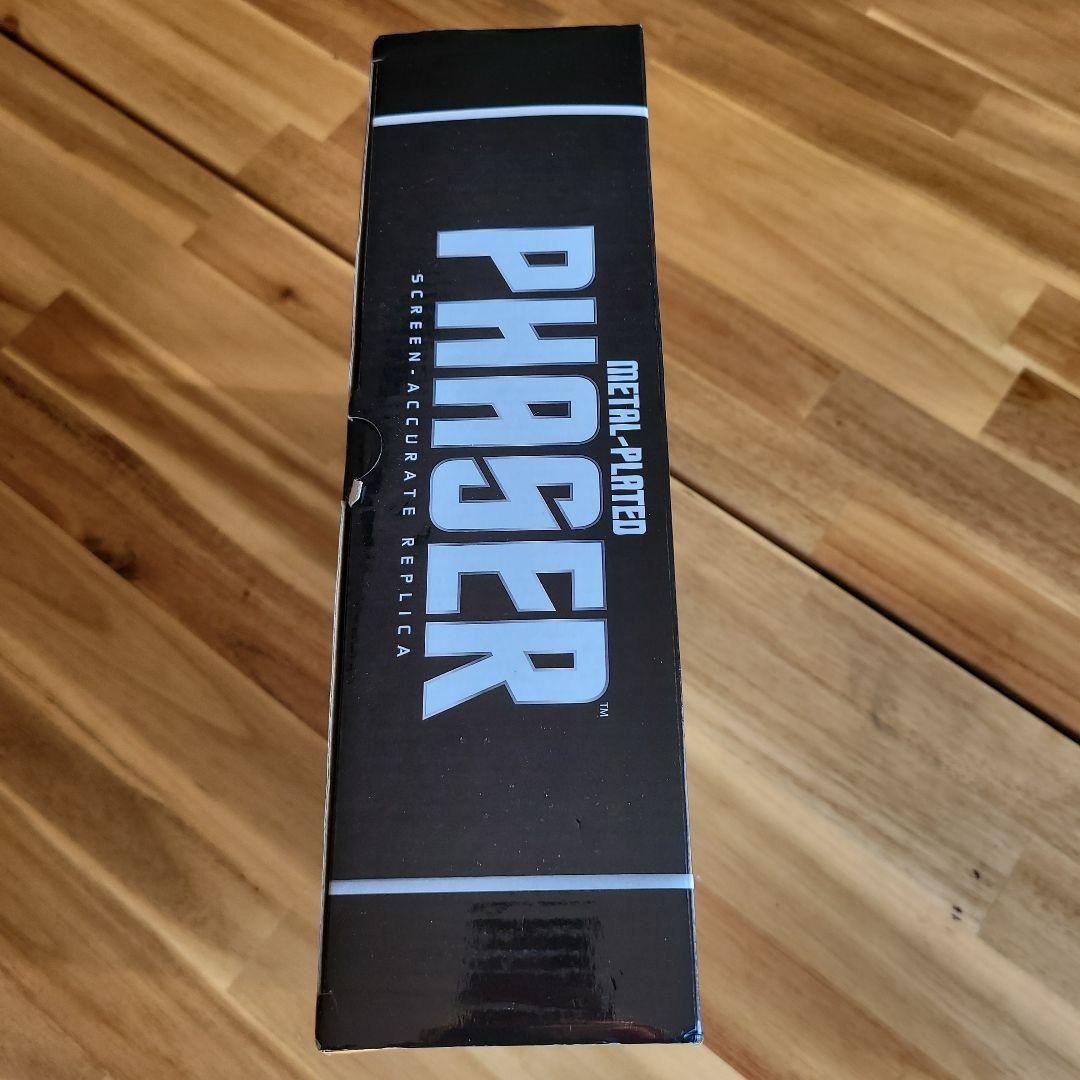 METAL-PLATED
PHASER™
SCREEN-ACCURATE REPLICA